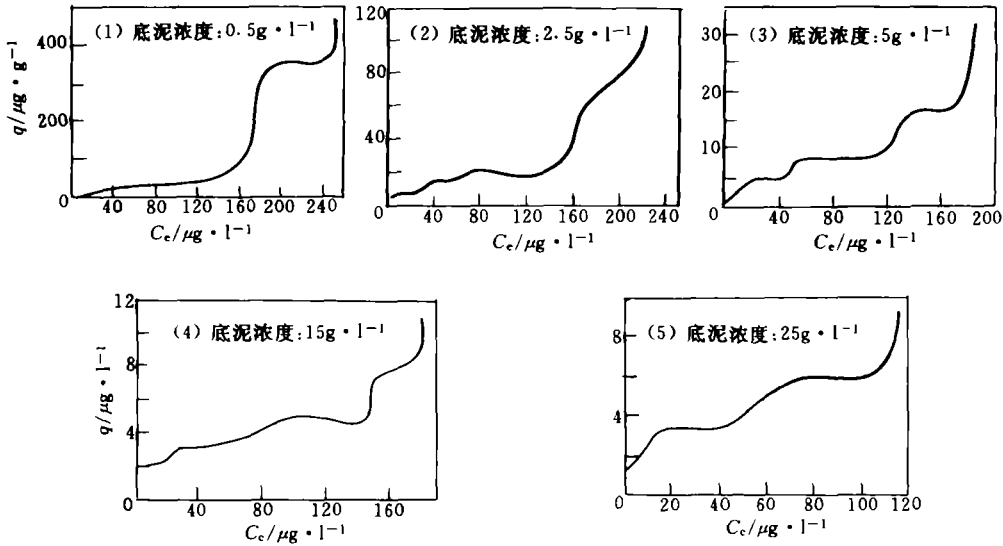 (1) 底泥浓度:0.5g·l⁻¹
q/μg·g⁻¹
400
200
0
40 80 120 160 200 240
Cₑ/μg·l⁻¹
(2) 底泥浓度:2.5g·l⁻¹
120
80
40
0
40 80 120 160 200 240
Cₑ/μg·l⁻¹
(3) 底泥浓度:5g·l⁻¹
30
20
10
0
40 80 120 160 200
Cₑ/μg·l⁻¹
(4) 底泥浓度:15g·l⁻¹
q/μg·l⁻¹
12
8
4
0
40 80 120 160
Cₑ/μg·l⁻¹
(5) 底泥浓度:25g·l⁻¹
8
4
0
20 40 60 80 100 120
Cₑ/μg·l⁻¹